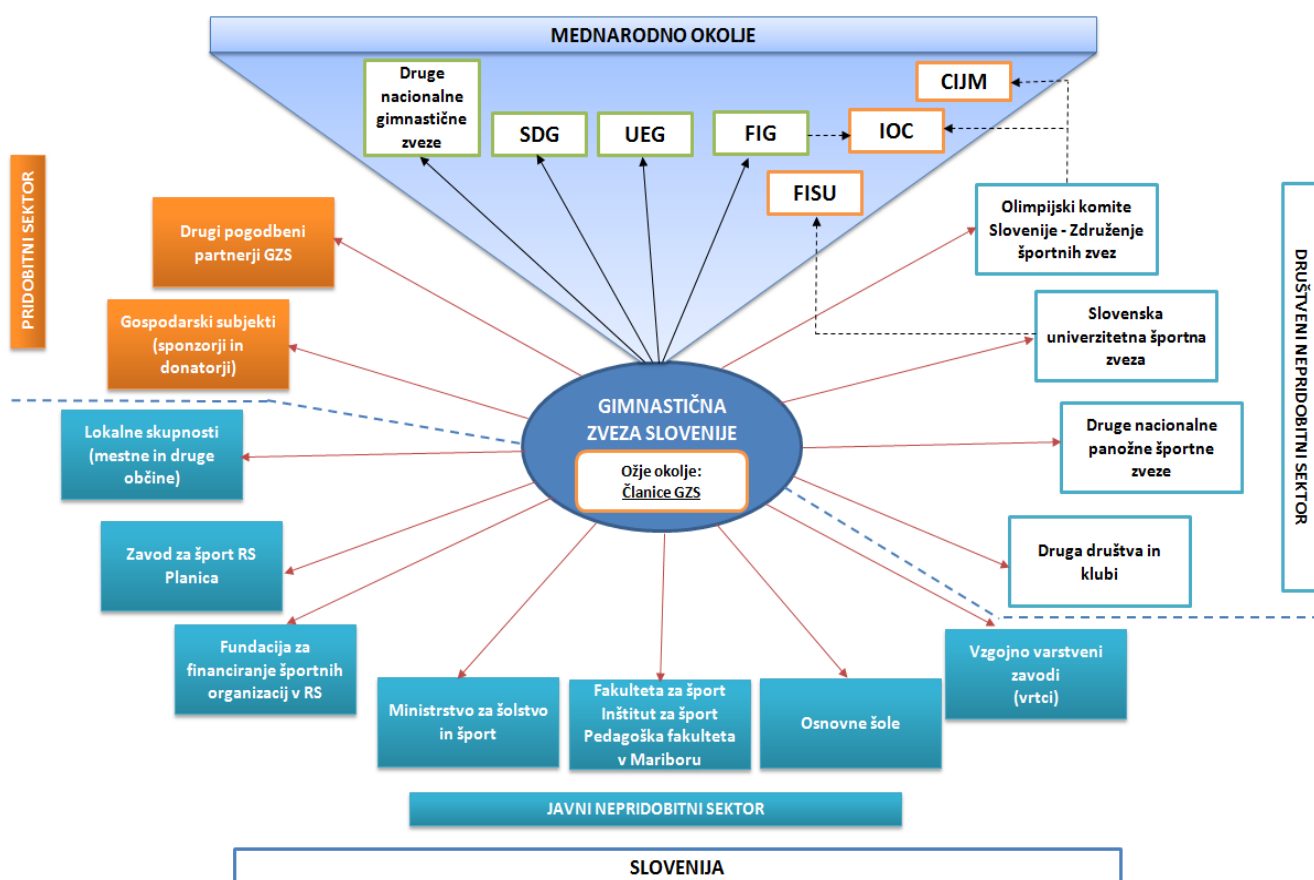 MEDNARODNO OKOLJE
Druge
nacionalne
gimnastične
zveze
SDG
UEG
FIG
IOC
CIJM
FISU
PRIDOBITNI SEKTOR
Drugi pogodbeni
partnerji GZS
Gospodarski subjekti
(sponzorji in
donatorji)
Olimpijski komite
Slovenije - Združenje
športnih zvez
Slovenska
univerzitetna športna
zveza
Druge nacionalne
panožne športne
zveze
Druga društva in
klubi
DRUŠTVENI NEPRIDOBITNI SEKTOR
GIMNASTIČNA
ZVEZA SLOVENIJE
Ožje okolje:
Članice GZS
Lokalne skupnosti
(mestne in druge
občine)
Zavod za šport RS
Planica
Fundacija za
financiranje športnih
organizacij v RS
Ministrstvo za šolstvo
in šport
Fakulteta za šport
Inštitut za šport
Pedagoška fakulteta
v Mariboru
Osnovne šole
Vzgojno varstveni
zavodi
(vrtci)
JAVNI NEPRIDOBITNI SEKTOR
SLOVENIJA